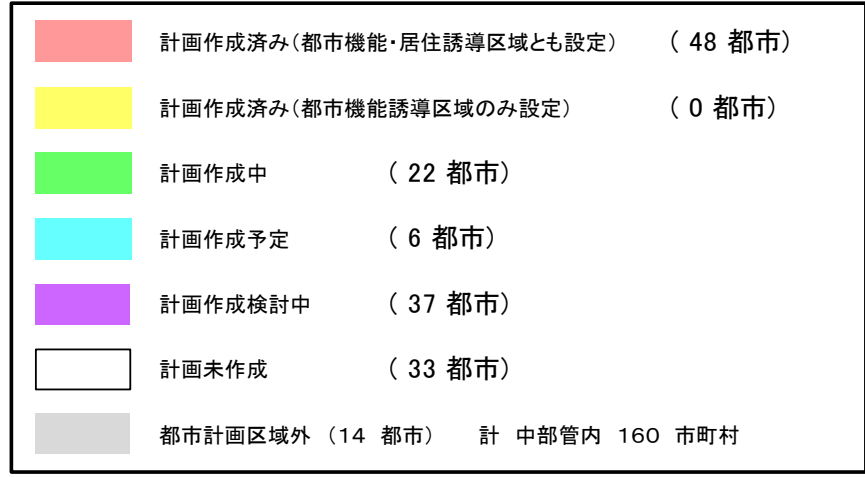 計画作成済み(都市機能・居住誘導区域とも設定) ( 48 都市)
計画作成済み(都市機能誘導区域のみ設定) ( 0 都市)
計画作成中 ( 22 都市)
計画作成予定 ( 6 都市)
計画作成検討中 ( 37 都市)
計画未作成 ( 33 都市)
都市計画区域外 (14 都市) 計 中部管内 160 市町村